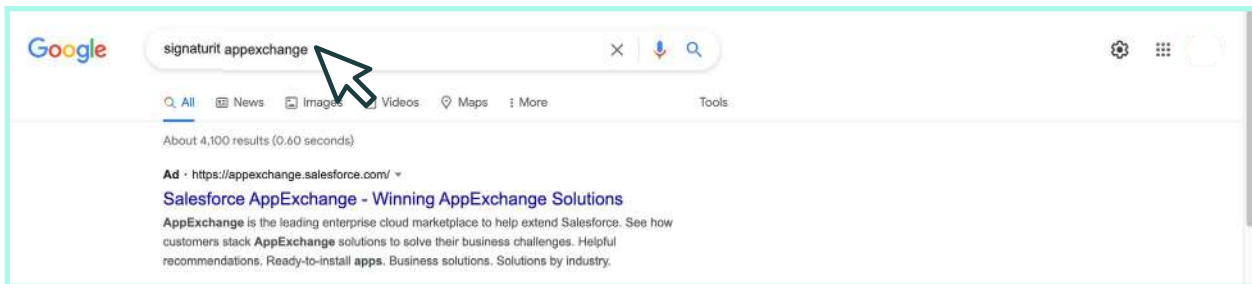 Google
signaturit appexchange
All News Images Videos Maps More Tools
About 4,100 results (0.60 seconds)
Ad · https://appexchange.salesforce.com/
Salesforce AppExchange - Winning AppExchange Solutions
AppExchange is the leading enterprise cloud marketplace to help extend Salesforce. See how
customers stack AppExchange solutions to solve their business challenges. Helpful
recommendations. Ready-to-install apps. Business solutions. Solutions by industry.